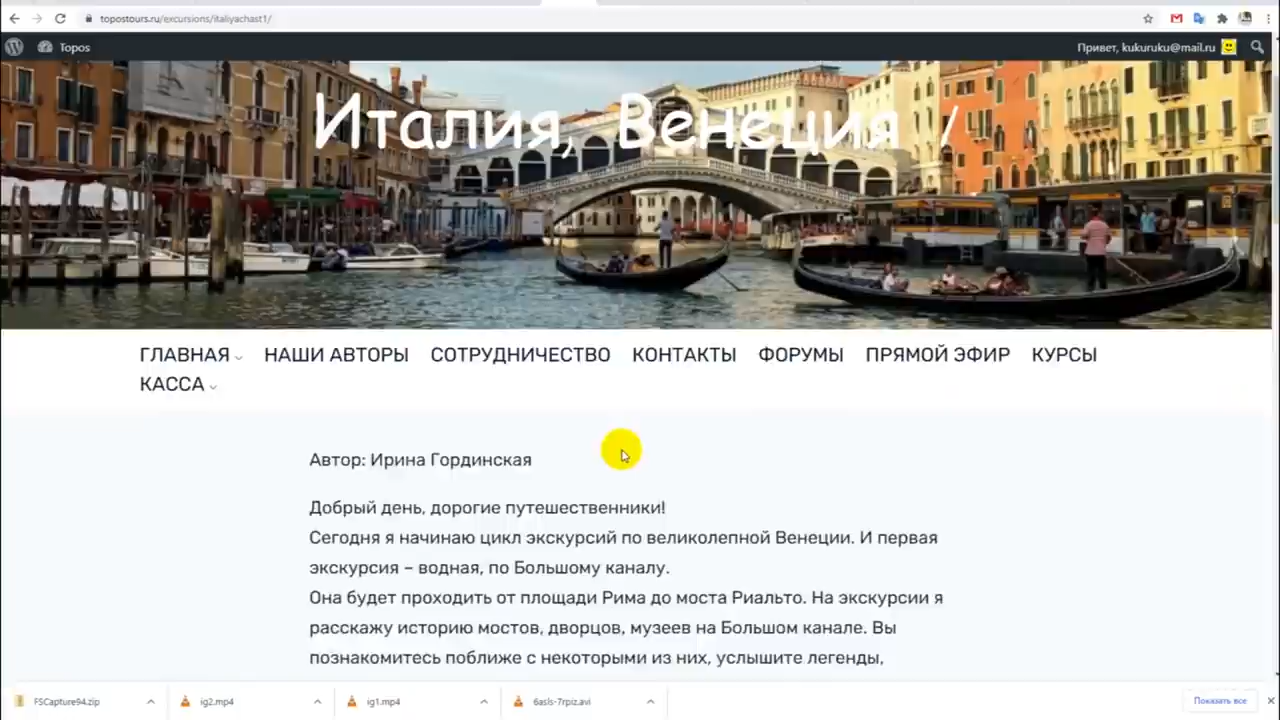 topostours.ru/excursions/italiyachast1/
Topos
Привет, kukuruku@mail.ru
Италия, Венеция /
ГЛАВНАЯ НАШИ АВТОРЫ СОТРУДНИЧЕСТВО КОНТАКТЫ ФОРУМЫ ПРЯМОЙ ЭФИР КУРСЫ
КАССА
Автор: Ирина Гординская
Добрый день, дорогие путешественники!
Сегодня я начинаю цикл экскурсий по великолепной Венеции. И первая
экскурсия – водная, по Большому каналу.
Она будет проходить от площади Рима до моста Риальто. На экскурсии я
расскажу историю мостов, дворцов, музеев на Большом канале. Вы
познакомитесь поближе с некоторыми из них, услышите легенды,
FSCapture94.zip ig2.mp4 ig1.mp4 6asls-7rpiz.avi Показать все